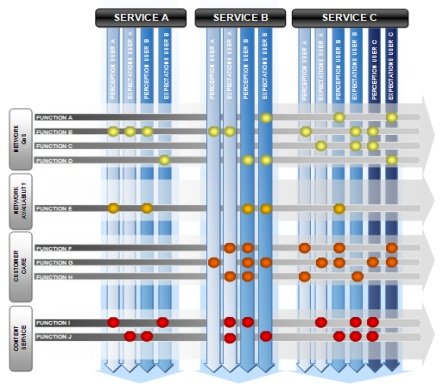 SERVICE A
SERVICE B
SERVICE C
PERCEPTION USER A
EXPECTATIONS USER A
PERCEPTION USER B
EXPECTATIONS USER B
PERCEPTION USER A
EXPECTATIONS USER A
PERCEPTION USER B
EXPECTATIONS USER B
PERCEPTION USER A
EXPECTATIONS USER A
PERCEPTION USER B
EXPECTATIONS USER B
PERCEPTION USER C
EXPECTATIONS USER C
NETWORK
QoS
FUNCTION A
FUNCTION B
FUNCTION C
FUNCTION D
NETWORK
AVAILABILITY
FUNCTION E
CUSTOMER
CARE
FUNCTION F
FUNCTION G
FUNCTION H
CONTENT
SERVICE
FUNCTION I
FUNCTION J